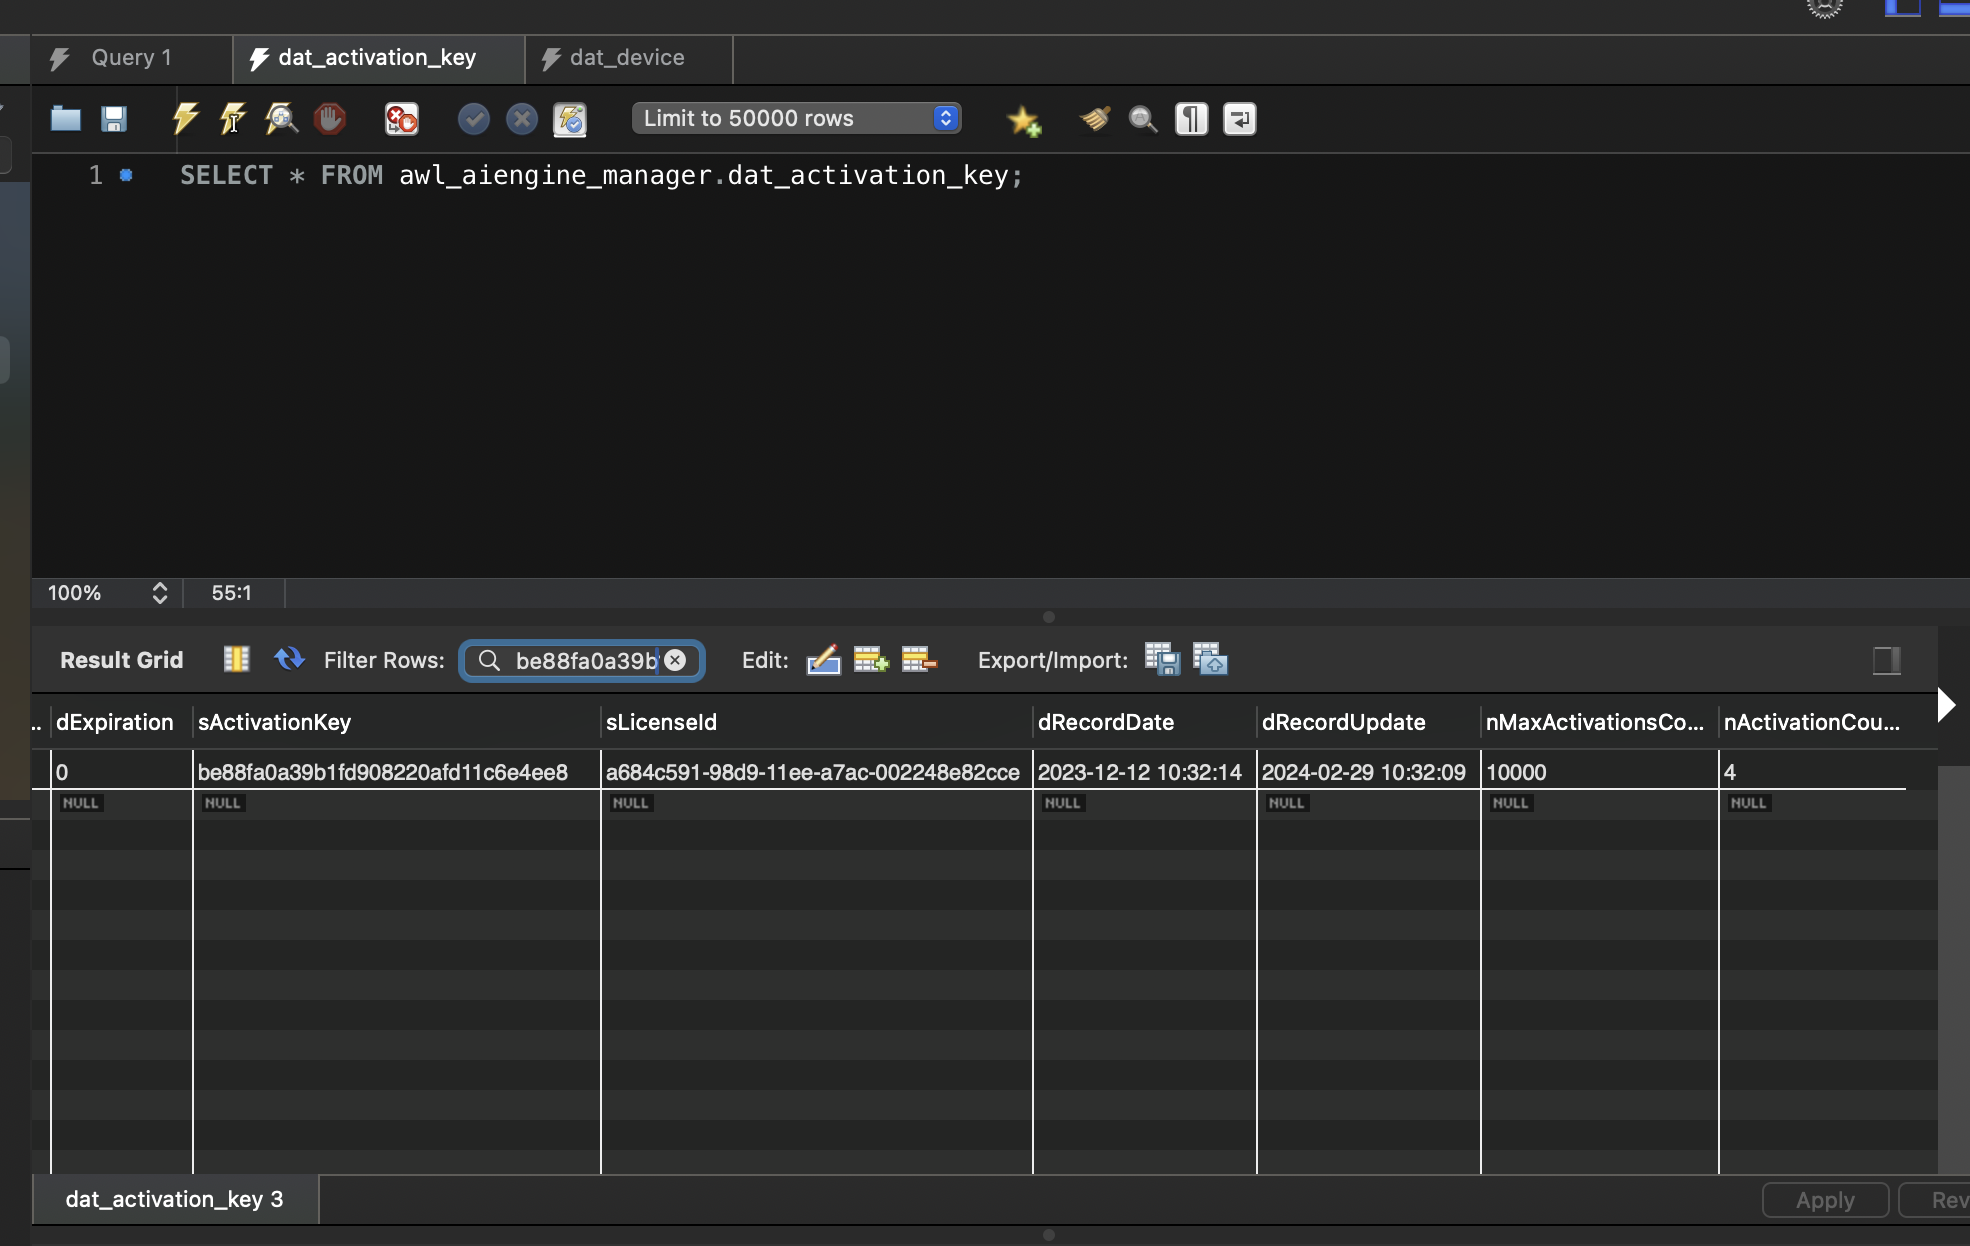 Query 1 dat_activation_key dat_device
Limit to 50000 rows
1 SELECT * FROM awl_aiengine_manager.dat_activation_key;
100% 55:1
Result Grid Filter Rows: be88fa0a39b Edit: Export/Import:
.. dExpiration sActivationKey sLicenseId dRecordDate dRecordUpdate nMaxActivationsCo... nActivationCou...
0 be88fa0a39b1fd908220afd11c6e4ee8 a684c591-98d9-11ee-a7ac-002248e82cce 2023-12-12 10:32:14 2024-02-29 10:32:09 10000 4
NULL NULL NULL NULL NULL NULL NULL
dat_activation_key 3 Apply Rev